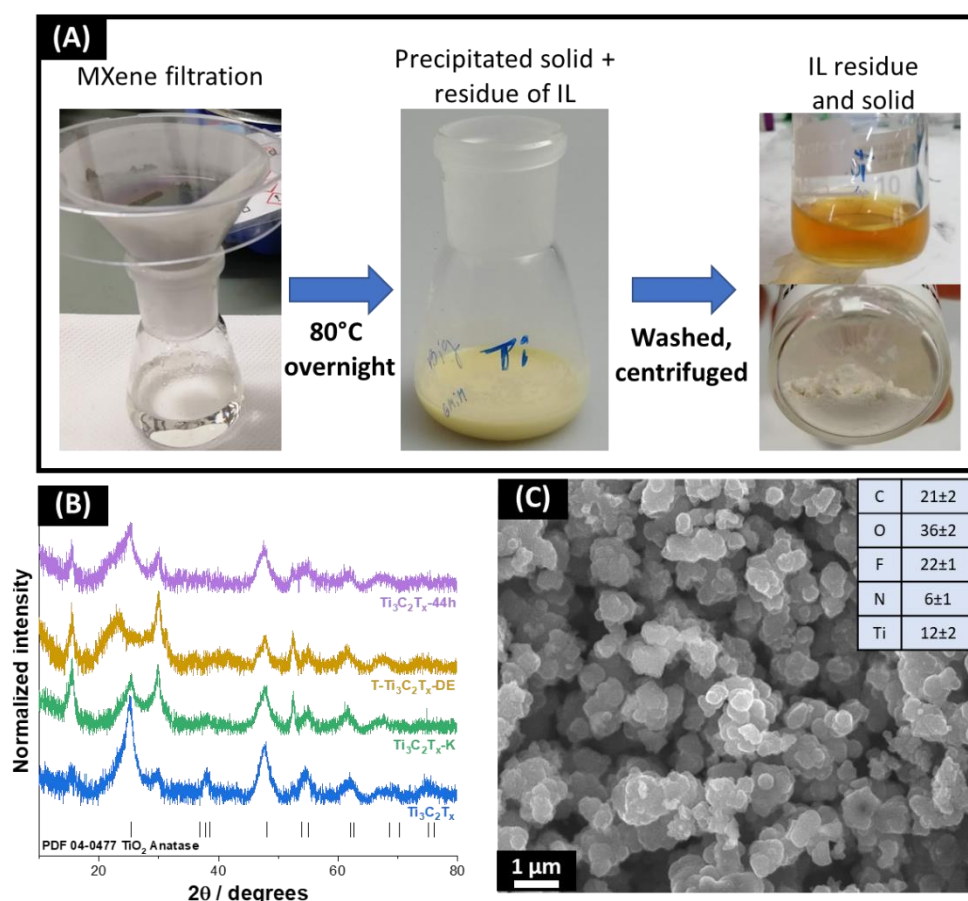 (A)
MXene filtration
Precipitated solid +
residue of IL
IL residue
and solid
80°C
overnight
Washed,
centrifuged
Ti
10
(B)
Normalized intensity
Ti₃C₂Tₓ-44h
T-Ti₃C₂Tₓ-DE
Ti₃C₂Tₓ-K
Ti₃C₂Tₓ
PDF 04-0477 TiO₂ Anatase
20
40
60
80
2θ / degrees
(C)
C 21±2
O 36±2
F 22±1
N 6±1
Ti 12±2
1 µm